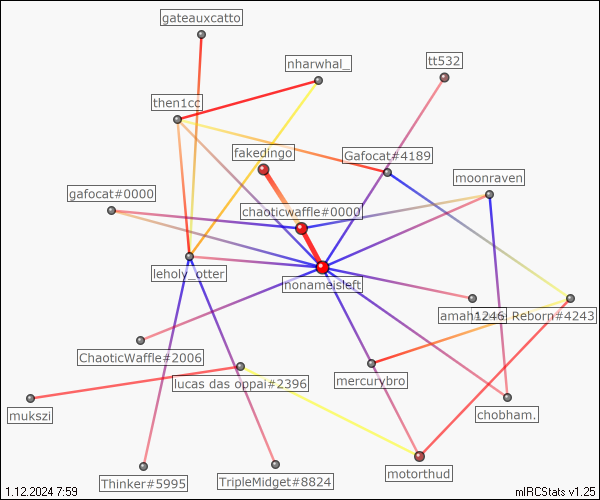 gateauxcatto
nharwhal_
tt532
then1cc
fakedingo
Gafocat#4189
moonraven
gafocat#0000
chaoticwaffle#0000
leholy_otter
nonameisleft
amah1246
Reborn#4243
ChaoticWaffle#2006
lucas das oppai#2396
mercurybro
mukszi
chobham.
motorthud
Thinker#5995
TripleMidget#8824
1.12.2024 7:59
mIRCStats v1.25